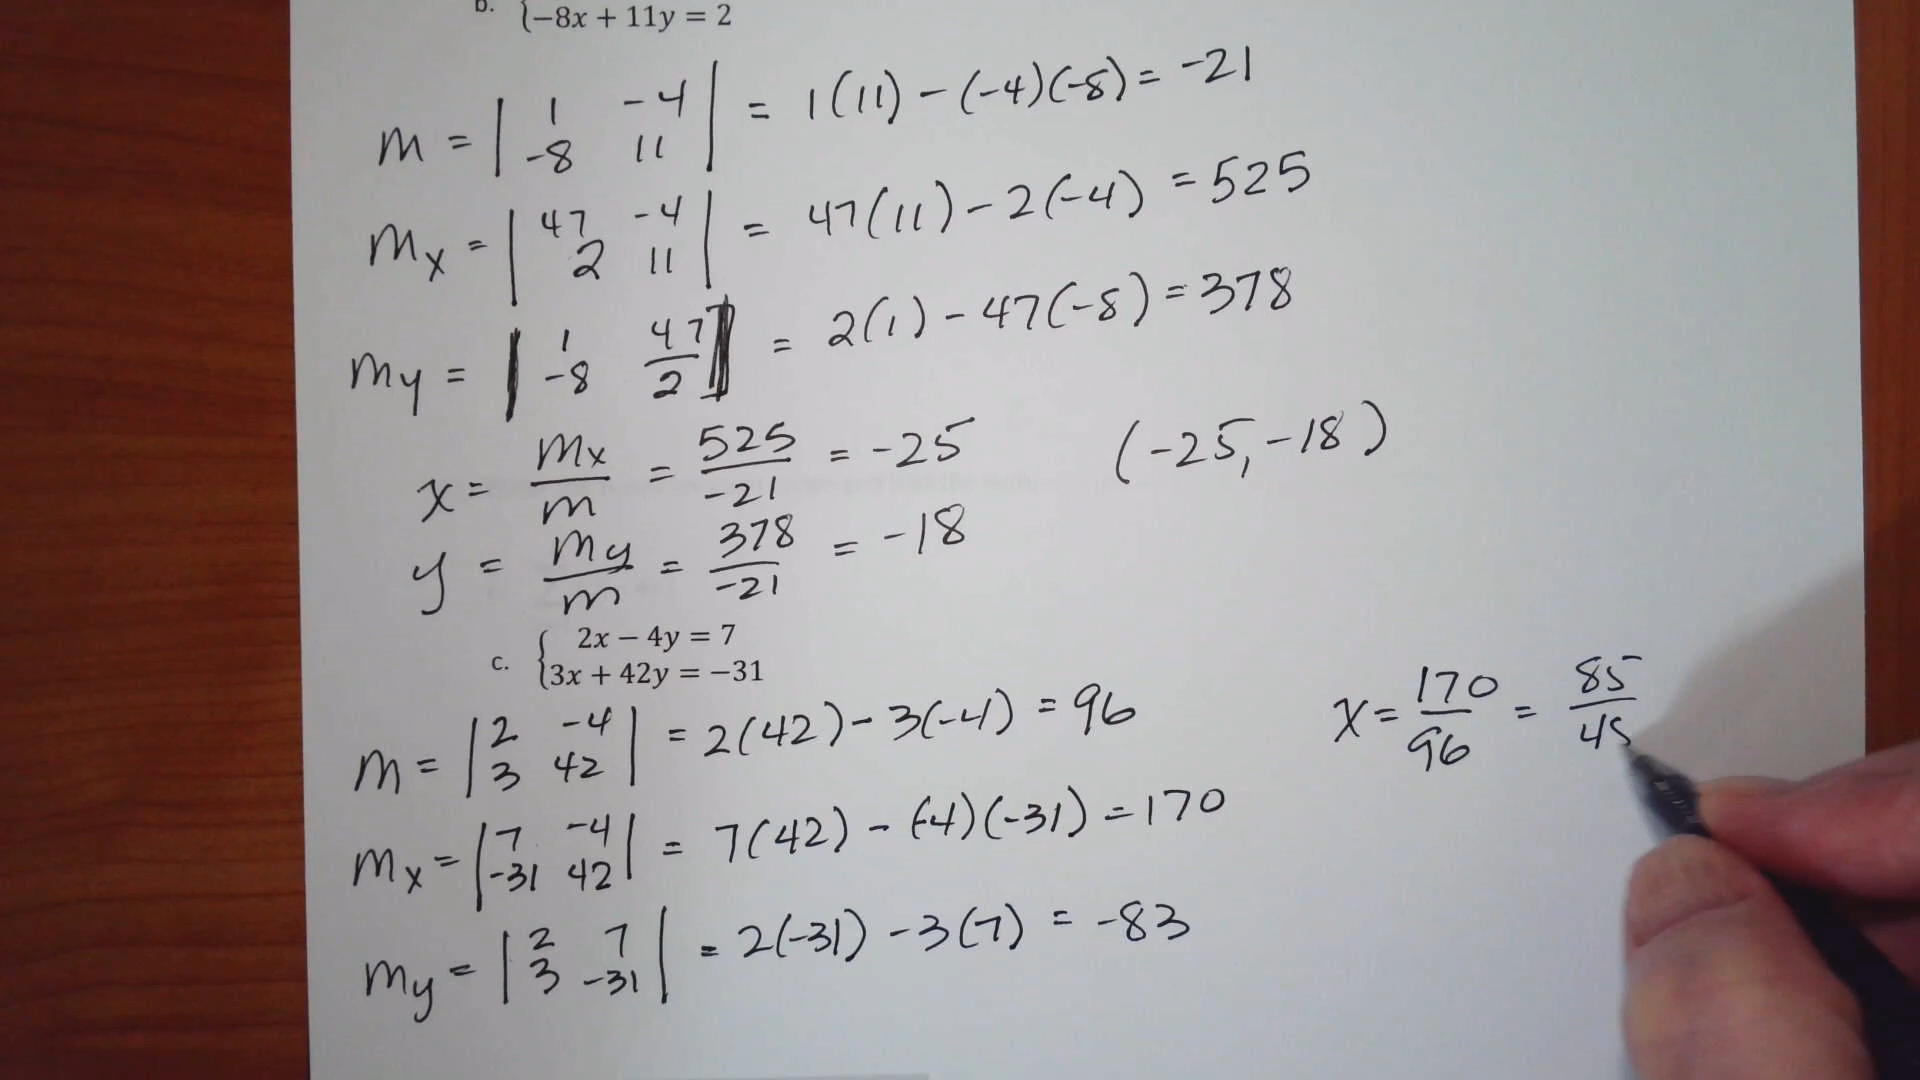 b. {−8x + 11y = 2
m = | 1 -4 | = 1(11) - (-4)(-8) = -21
| -8 11 |
mx = | 47 -4 | = 47(11) - 2(-4) = 525
| 2 11 |
my = | 1 47 | = 2(1) - 47(-8) = 378
| -8 2 |
x = mx/m = 525/-21 = -25 (-25, -18)
y = my/m = 378/-21 = -18
c. { 2x − 4y = 7
3x + 42y = −31
m = | 2 -4 | = 2(42) - 3(-4) = 96 x = 170/96 = 85/4
| 3 42 |
mx = | 7 -4 | = 7(42) - (-4)(-31) = 170
| -31 42 |
my = | 2 7 | = 2(-31) - 3(7) = -83
| 3 -31 |